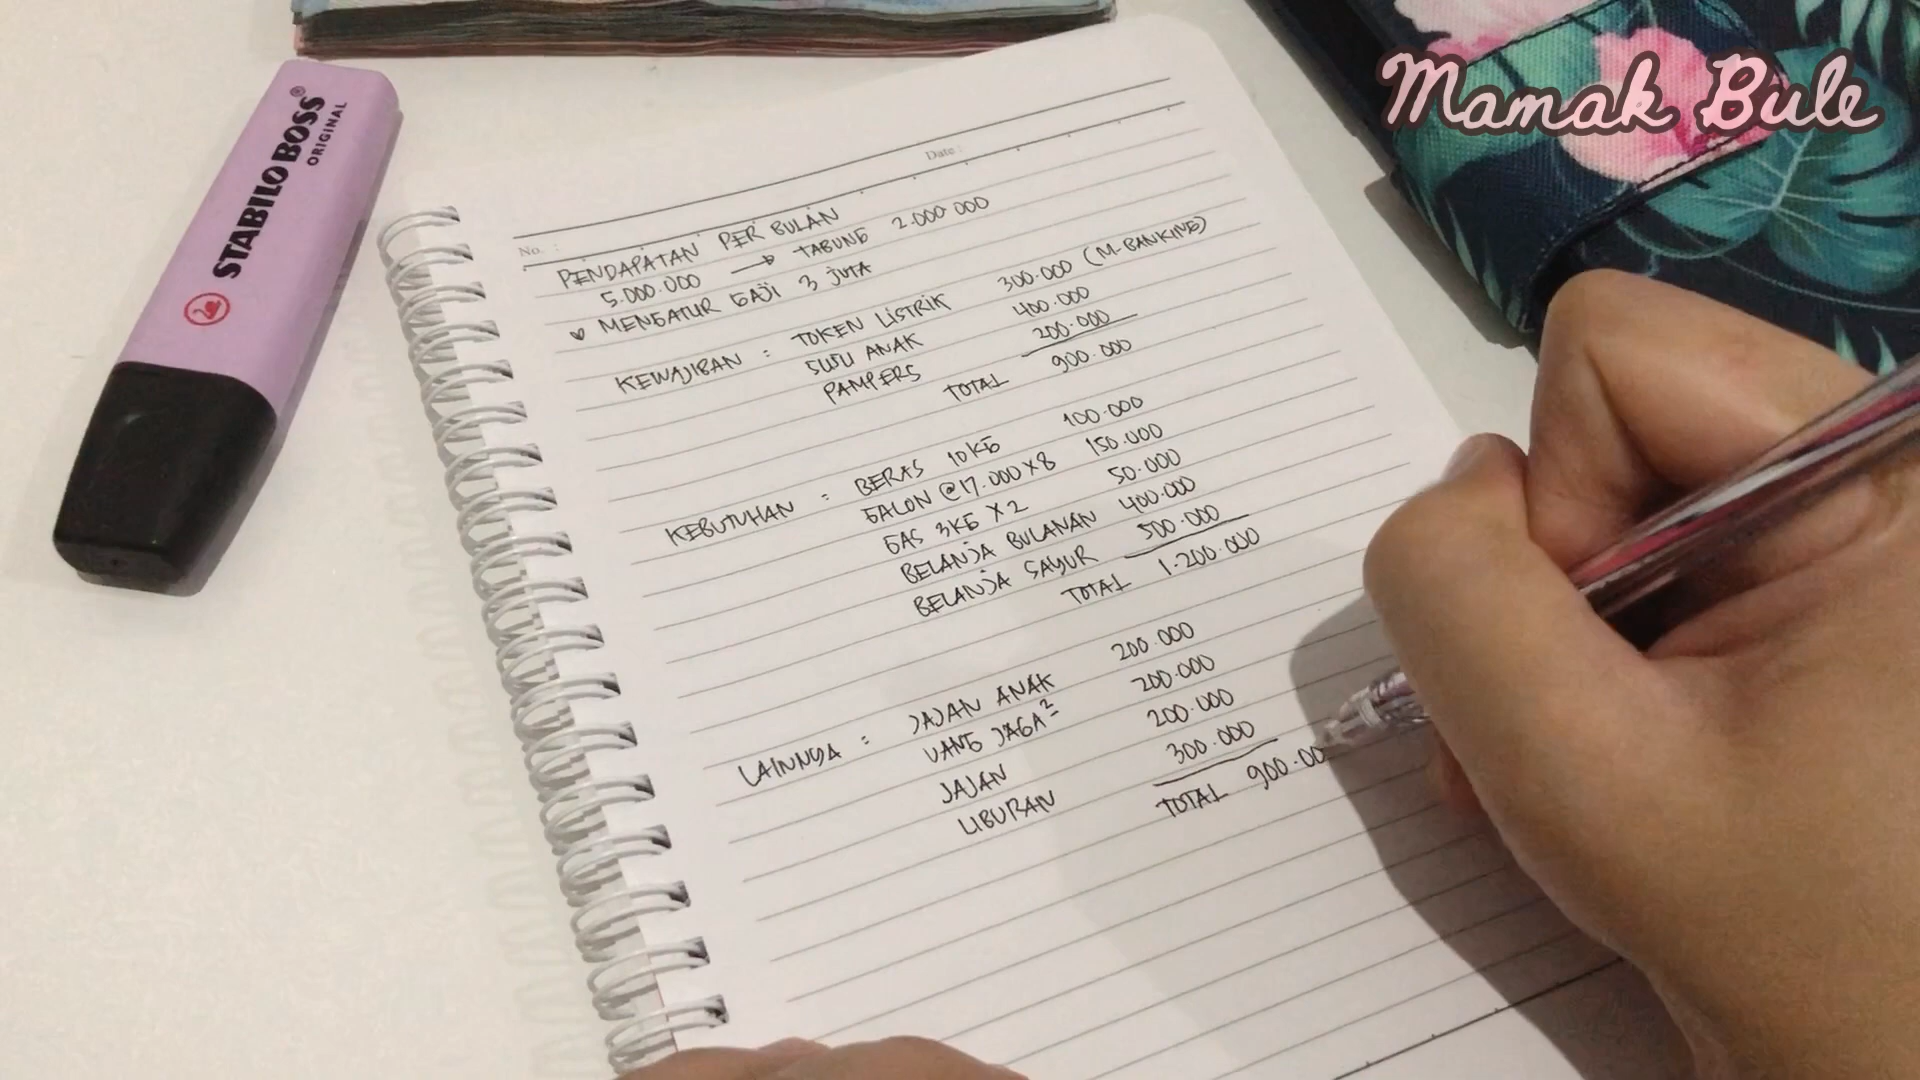 Mamak Bule
STABILO BOSS®
ORIGINAL
No. :
Date :
PENDAPATAN PER BULAN
5.000.000 → TABUNG 2.000.000
♡ MENGATUR GAJI 3 JUTA
KEWAJIBAN : TOKEN LISTRIK 300.000 (M-BANKING)
SUSU ANAK 400.000
PAMPERS 200.000
TOTAL 900.000
KEBUTUHAN : BERAS 10KG 100.000
GALON @17.000 X 8 150.000
GAS 3KG X 2 50.000
BELANJA BULANAN 400.000
BELANJA SAYUR 500.000
TOTAL 1.200.000
LAINNYA : JAJAN ANAK 200.000
UANG JAGA² 200.000
JAJAN 200.000
LIBURAN 300.000
TOTAL 900.00